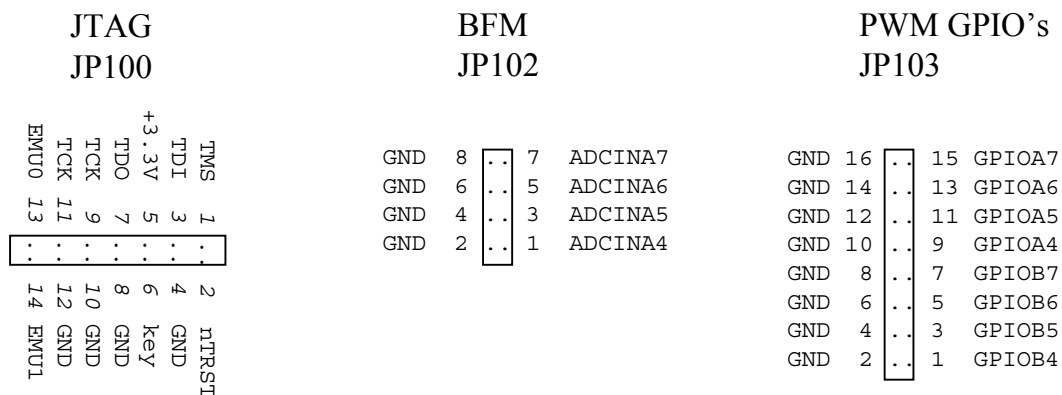 JTAG
JP100
EMU0 13
TCK 11
TCK 9
TDO 7
+3.3V 5
TDI 3
TMS 1
14 EMU1
12 GND
10 GND
8 GND
6 key
4 GND
2 nTRST
BFM
JP102
GND 8 .. 7 ADCINA7
GND 6 .. 5 ADCINA6
GND 4 .. 3 ADCINA5
GND 2 .. 1 ADCINA4
PWM GPIO’s
JP103
GND 16 .. 15 GPIOA7
GND 14 .. 13 GPIOA6
GND 12 .. 11 GPIOA5
GND 10 .. 9 GPIOA4
GND 8 .. 7 GPIOB7
GND 6 .. 5 GPIOB6
GND 4 .. 3 GPIOB5
GND 2 .. 1 GPIOB4